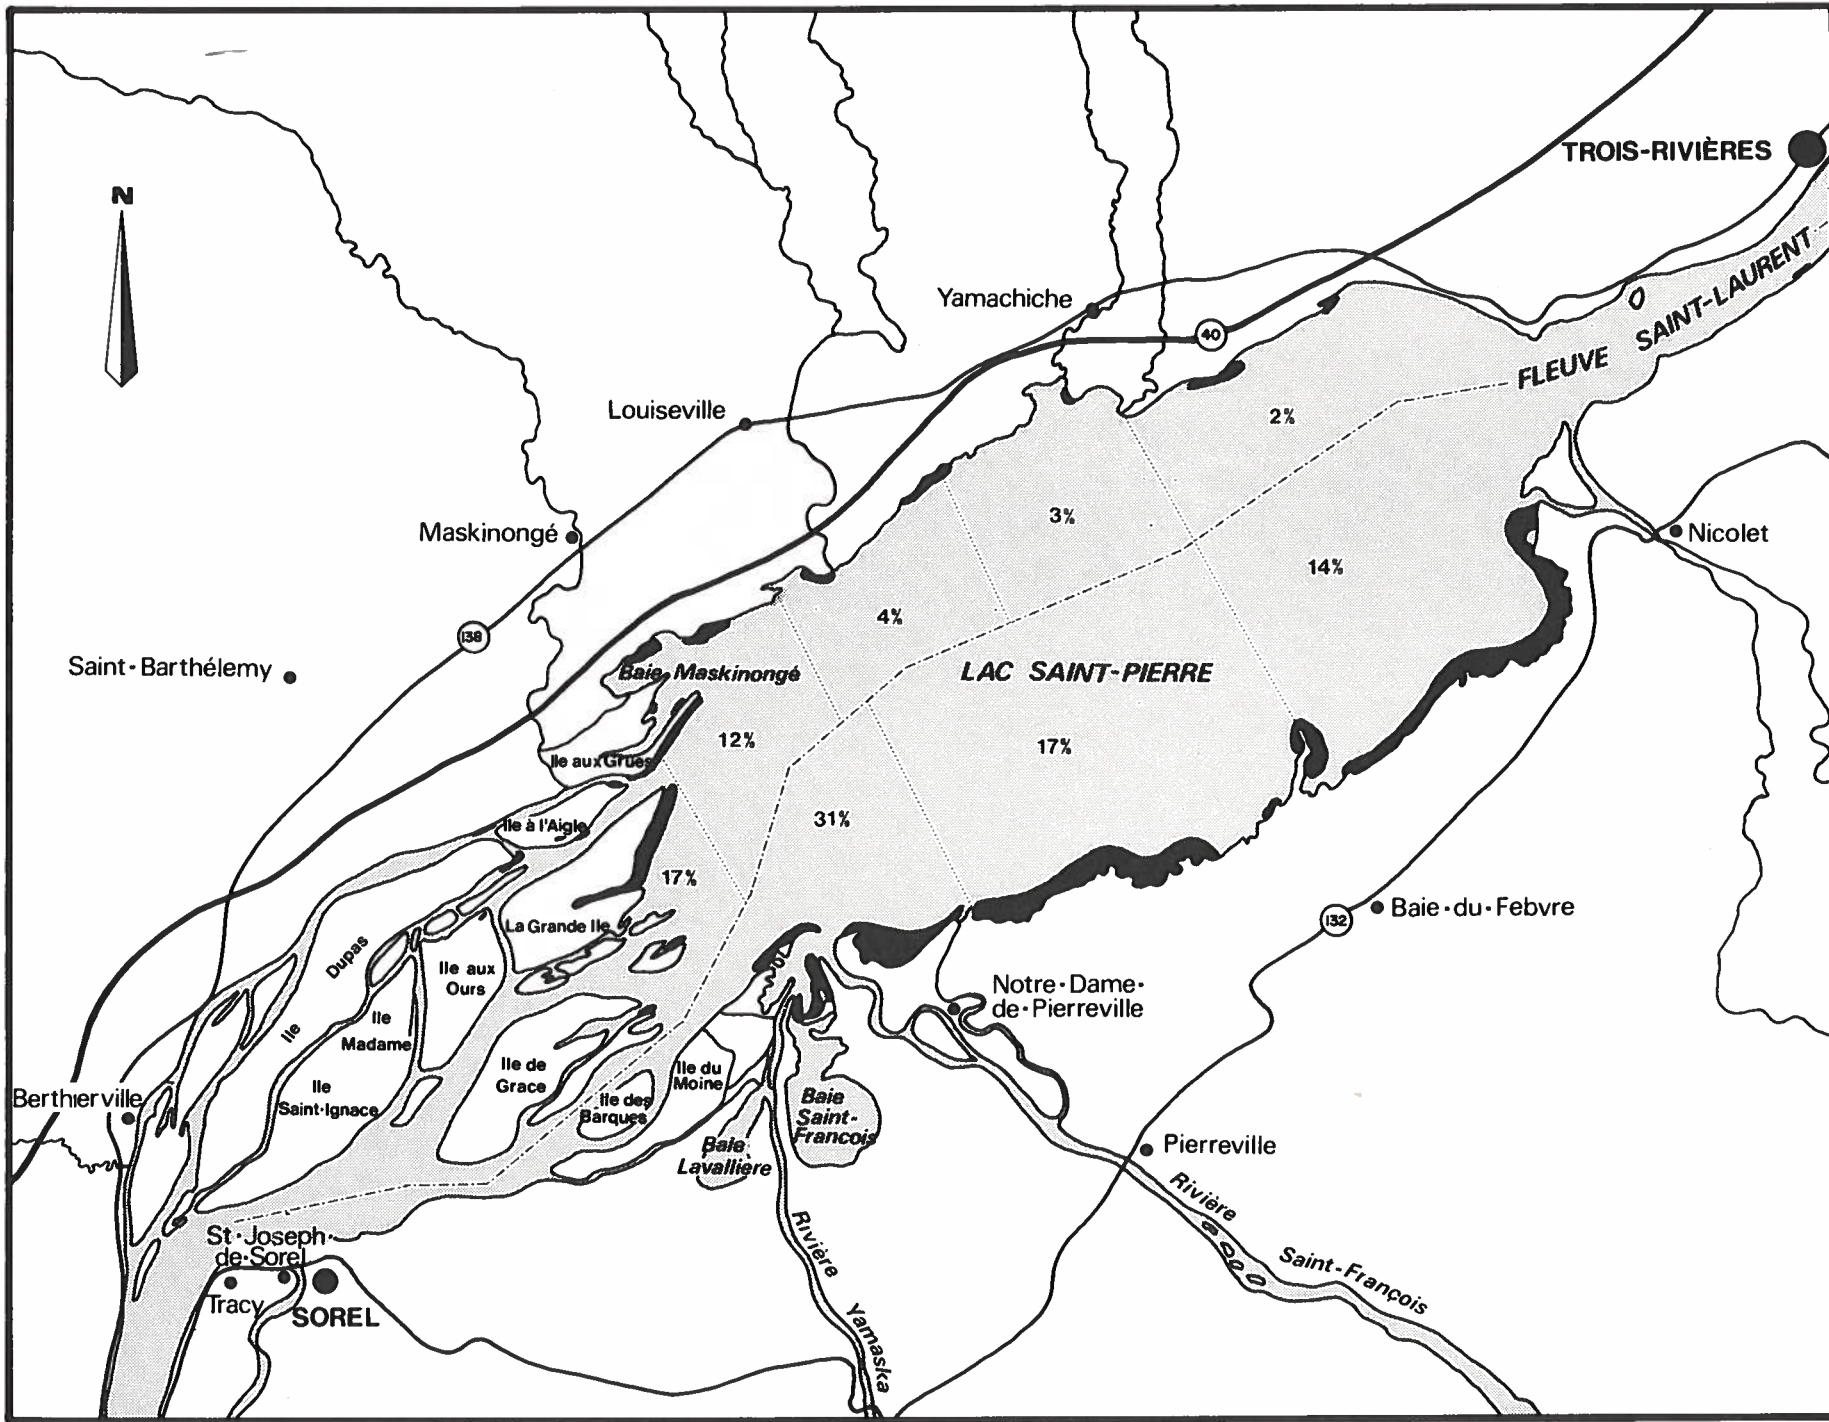 TROIS-RIVIÈRES
N
FLEUVE SAINT-LAURENT
Yamachiche
40
Louiseville
2%
3%
Maskinongé
Nicolet
14%
4%
138
Saint-Barthélemy
Baie Maskinongé
LAC SAINT-PIERRE
12%
17%
Ile aux Grues
31%
Ile à l'Aigle
17%
La Grande Ile
132
Baie-du-Febvre
Dupas
Ile
Ile aux
Ours
Notre-Dame-
de-Pierreville
Ile
Madame
Ile de
Grace
Ile du
Moine
Ile
Saint-Ignace
Ile des
Barques
Berthierville
Baie
Saint-
François
Baie
Lavallière
Pierreville
Rivière
Saint-François
St-Joseph-
de-Sorel
Tracy
SOREL
Rivière
Yamaska